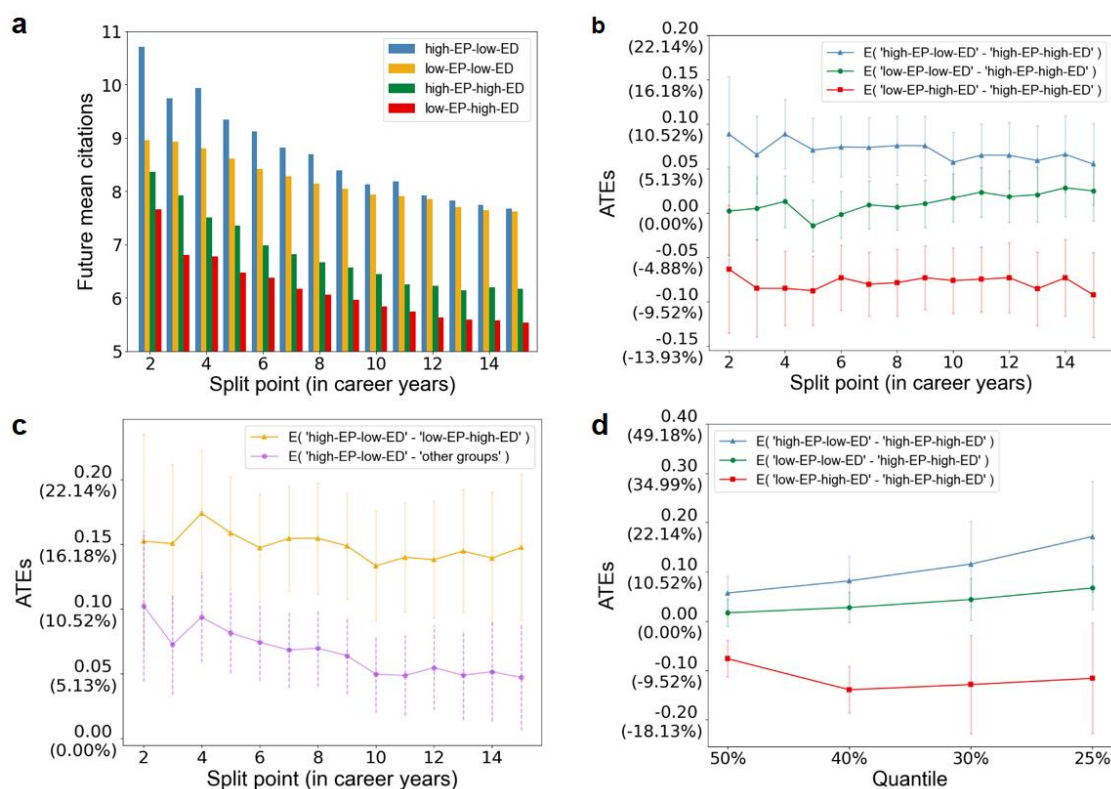 a
11
10
9
8
7
6
5
Future mean citations
high-EP-low-ED
low-EP-low-ED
high-EP-high-ED
low-EP-high-ED
2 4 6 8 10 12 14
Split point (in career years)
b
0.20
(22.14%)
0.15
(16.18%)
0.10
(10.52%)
0.05
(5.13%)
0.00
(0.00%)
-0.05
(-4.88%)
-0.10
(-9.52%)
-0.15
(-13.93%)
ATEs
E( 'high-EP-low-ED' - 'high-EP-high-ED' )
E( 'low-EP-low-ED' - 'high-EP-high-ED' )
E( 'low-EP-high-ED' - 'high-EP-high-ED' )
2 4 6 8 10 12 14
Split point (in career years)
c
0.20
(22.14%)
0.15
(16.18%)
0.10
(10.52%)
0.05
(5.13%)
0.00
(0.00%)
ATEs
E( 'high-EP-low-ED' - 'low-EP-high-ED' )
E( 'high-EP-low-ED' - 'other groups' )
2 4 6 8 10 12 14
Split point (in career years)
d
0.40
(49.18%)
0.30
(34.99%)
0.20
(22.14%)
0.10
(10.52%)
0.00
(0.00%)
-0.10
(-9.52%)
-0.20
(-18.13%)
ATEs
E( 'high-EP-low-ED' - 'high-EP-high-ED' )
E( 'low-EP-low-ED' - 'high-EP-high-ED' )
E( 'low-EP-high-ED' - 'high-EP-high-ED' )
50% 40% 30% 25%
Quantile